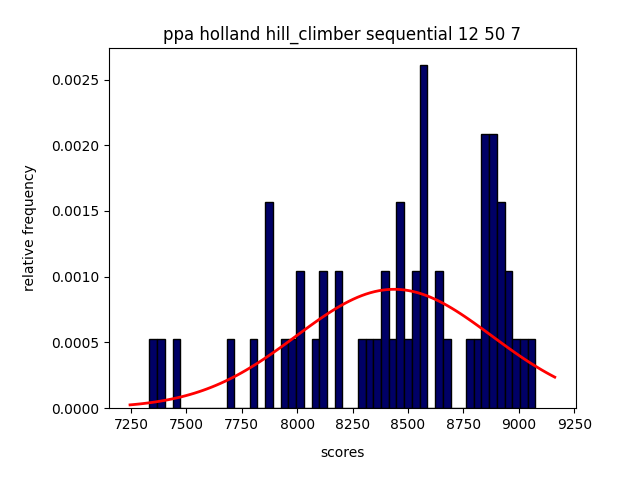 ppa holland hill_climber sequential 12 50 7
relative frequency
0.0025
0.0020
0.0015
0.0010
0.0005
0.0000
7250 7500 7750 8000 8250 8500 8750 9000 9250
scores